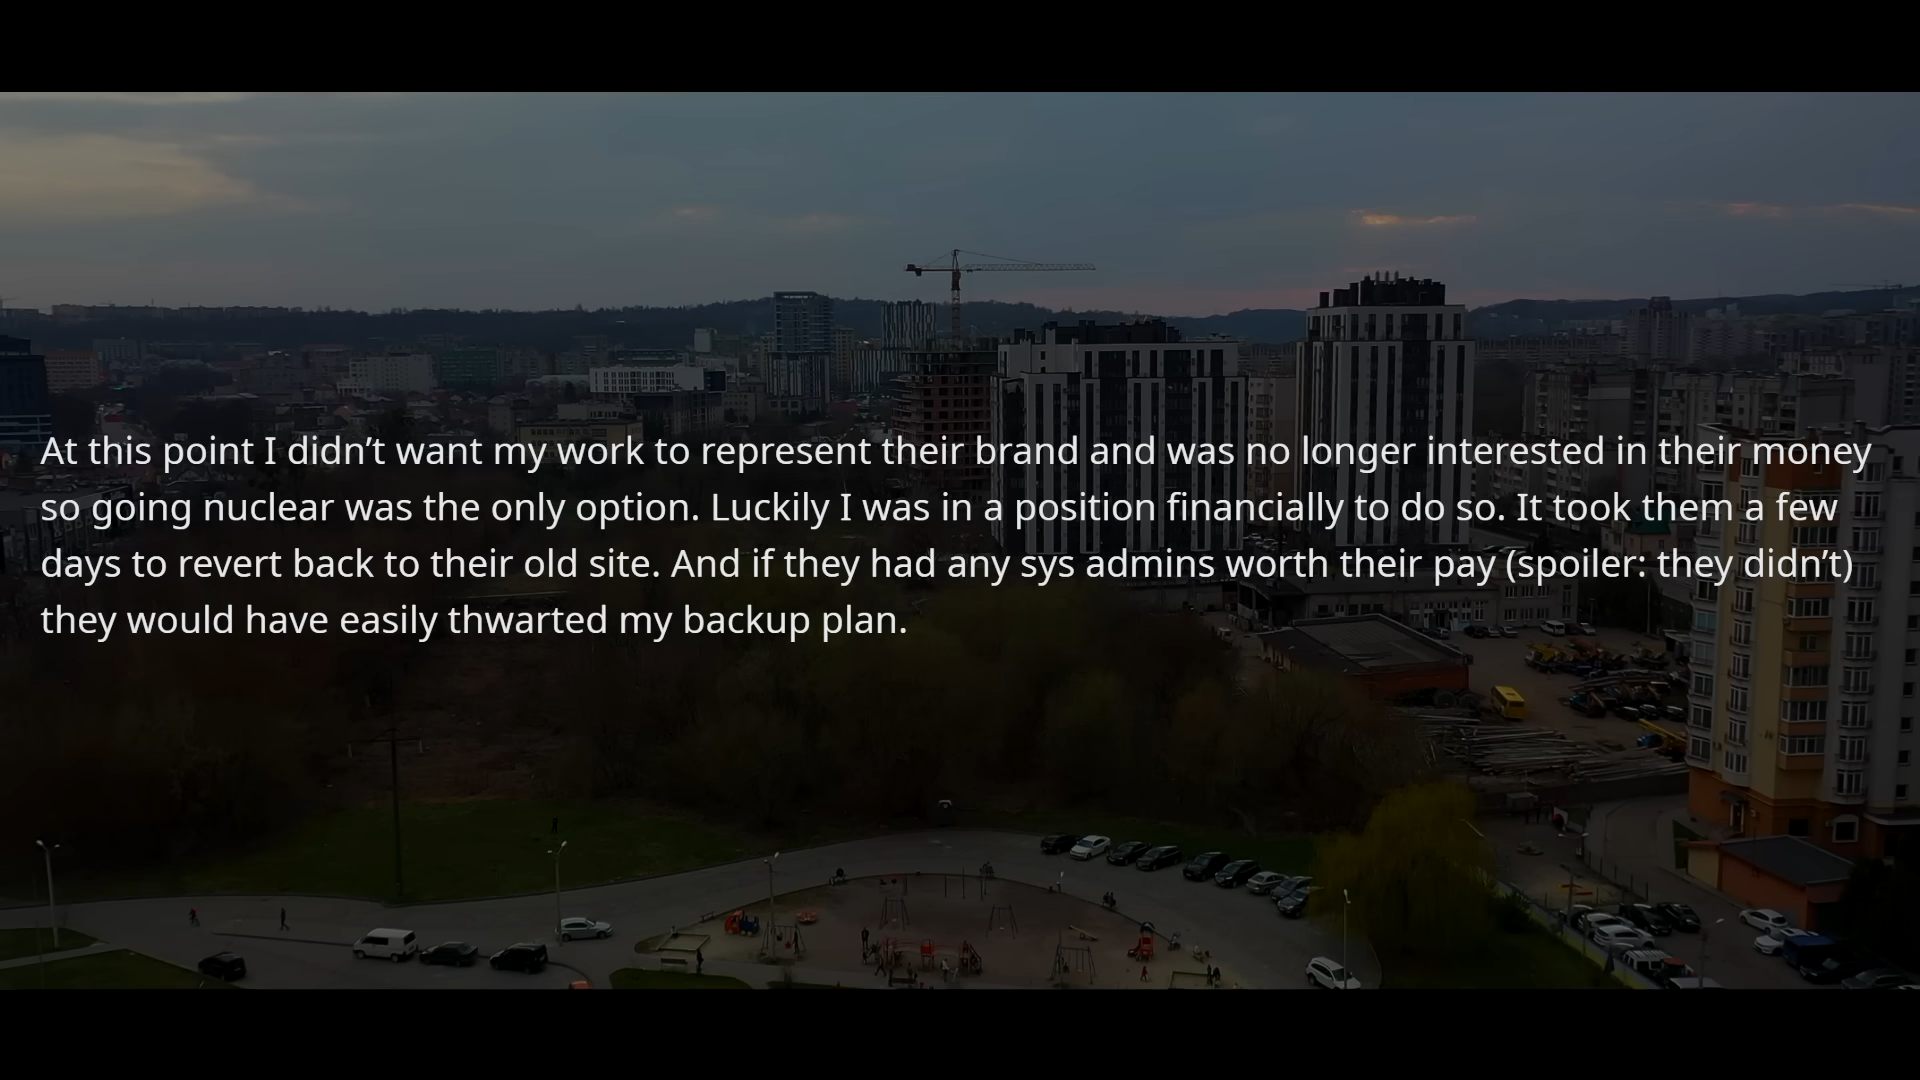 At this point I didn’t want my work to represent their brand and was no longer interested in their money
so going nuclear was the only option. Luckily I was in a position financially to do so. It took them a few
days to revert back to their old site. And if they had any sys admins worth their pay (spoiler: they didn’t)
they would have easily thwarted my backup plan.